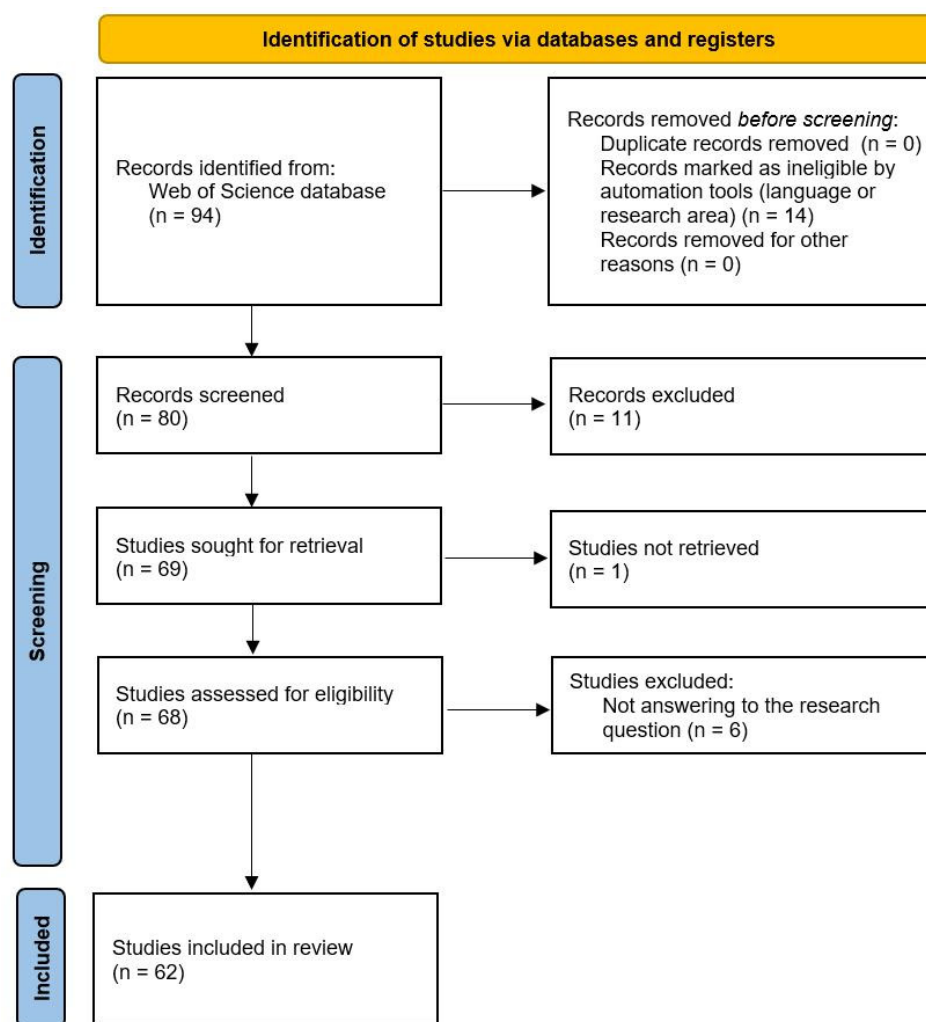 Identification of studies via databases and registers
Identification
Records identified from:
Web of Science database
(n = 94)
Records removed before screening:
Duplicate records removed (n = 0)
Records marked as ineligible by
automation tools (language or
research area) (n = 14)
Records removed for other
reasons (n = 0)
Screening
Records screened
(n = 80)
Records excluded
(n = 11)
Studies sought for retrieval
(n = 69)
Studies not retrieved
(n = 1)
Studies assessed for eligibility
(n = 68)
Studies excluded:
Not answering to the research
question (n = 6)
Included
Studies included in review
(n = 62)